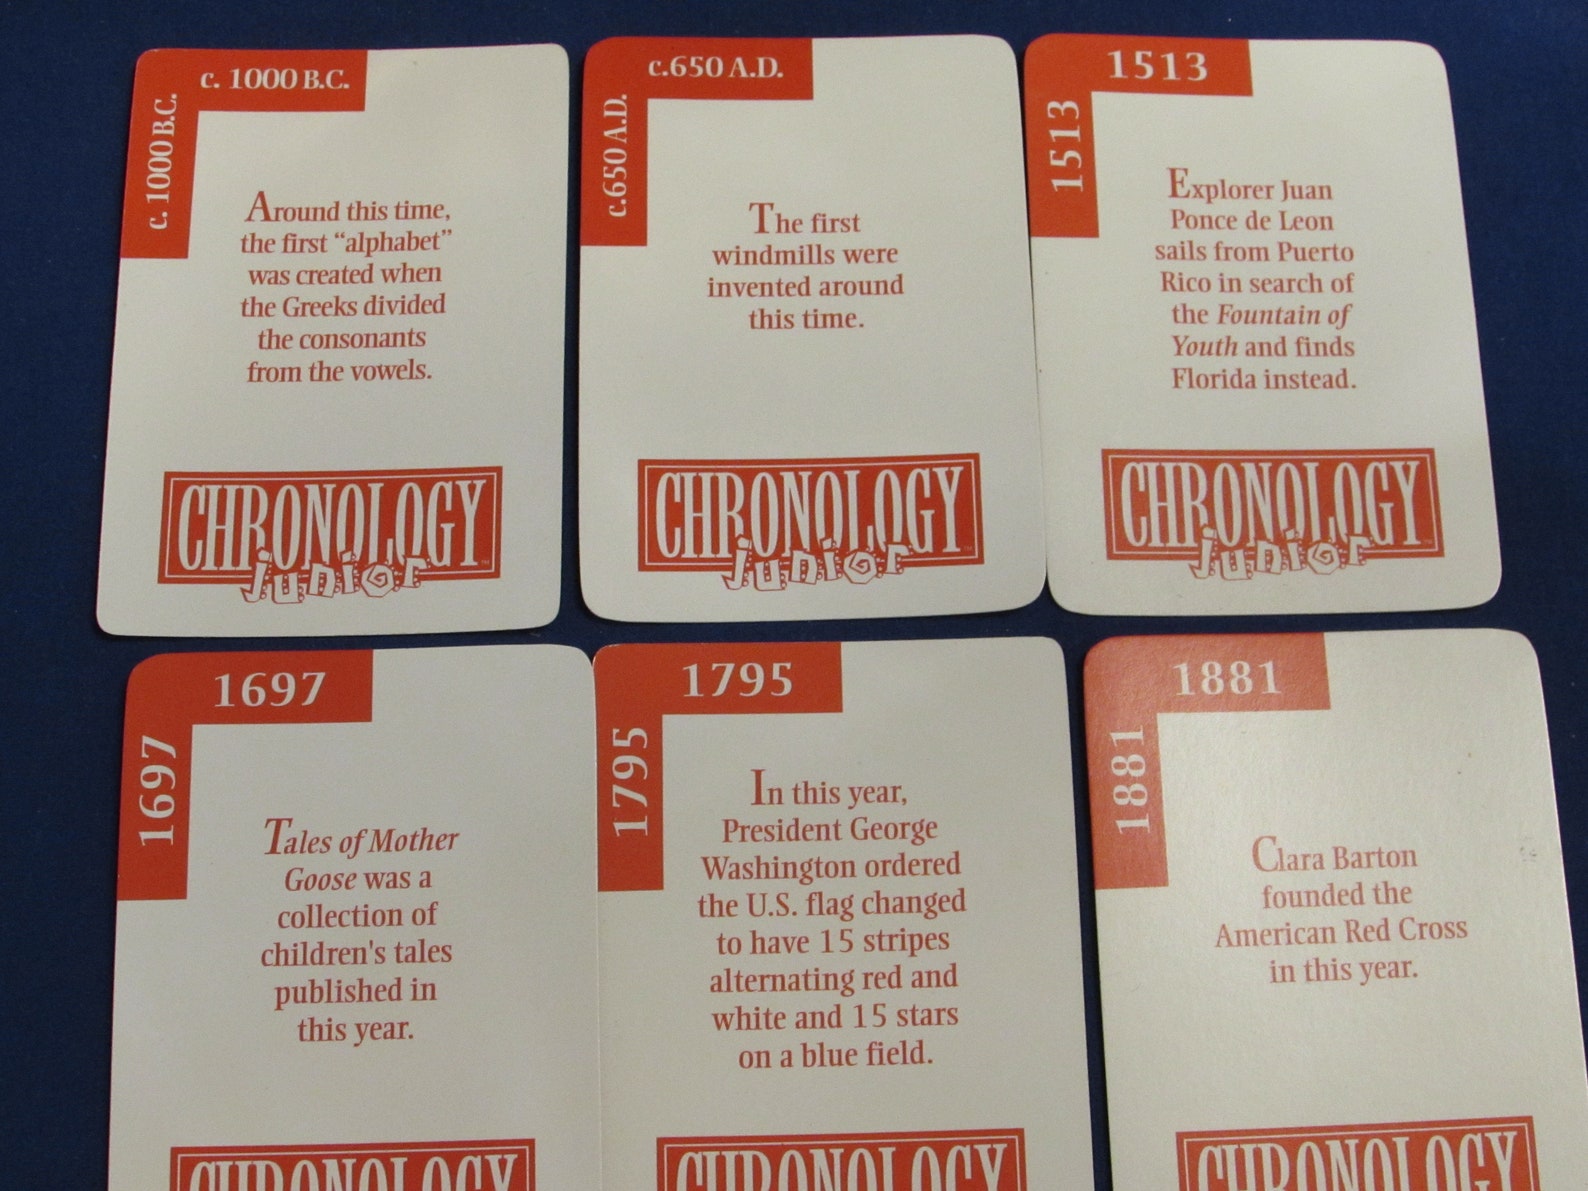 c. 1000 B.C.
c. 1000 B.C.
Around this time,
the first “alphabet”
was created when
the Greeks divided
the consonants
from the vowels.
CHRONOLOGY
Junior
c.650 A.D.
c.650 A.D.
The first
windmills were
invented around
this time.
CHRONOLOGY
Junior
1513
1513
Explorer Juan
Ponce de Leon
sails from Puerto
Rico in search of
the Fountain of
Youth and finds
Florida instead.
CHRONOLOGY
Junior
1697
1697
Tales of Mother
Goose was a
collection of
children's tales
published in
this year.
CHRONOLOGY
1795
1795
In this year,
President George
Washington ordered
the U.S. flag changed
to have 15 stripes
alternating red and
white and 15 stars
on a blue field.
CHRONOLOGY
1881
1881
Clara Barton
founded the
American Red Cross
in this year.
CHRONOLOGY